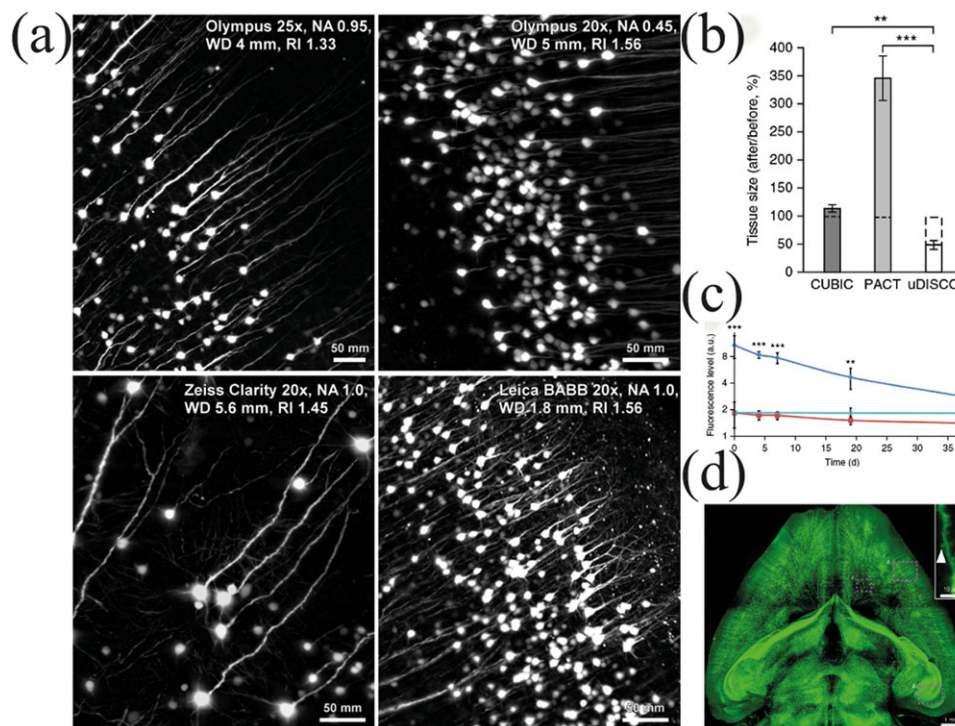 (a)
Olympus 25x, NA 0.95,
WD 4 mm, RI 1.33
50 mm
Olympus 20x, NA 0.45,
WD 5 mm, RI 1.56
50 mm
Zeiss Clarity 20x, NA 1.0,
WD 5.6 mm, RI 1.45
50 mm
Leica BABB 20x, NA 1.0,
WD 1.8 mm, RI 1.56
50 mm
(b)
**
***
Tissue size (after/before, %)
400
350
300
250
200
150
100
50
0
CUBIC PACT uDISCO
(c)
Fluorescence level (a.u.)
8
4
2
1
***
***
***
**
0 5 10 15 20 25 30 35
Time (d)
(d)